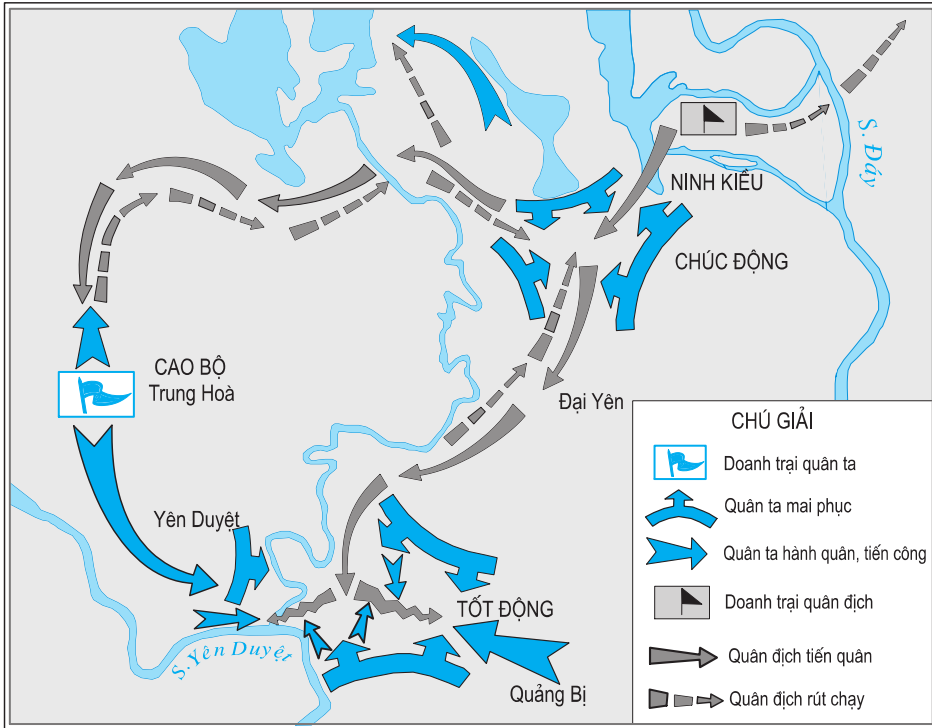 S. Đáy
NINH KIỀU
CHÚC ĐỘNG
CAO BỘ
Trung Hoà
Đại Yên
Yên Duyệt
TỐT ĐỘNG
S.Yên Duyệt
Quảng Bị
CHÚ GIẢI
Doanh trại quân ta
Quân ta mai phục
Quân ta hành quân, tiến công
Doanh trại quân địch
Quân địch tiến quân
Quân địch rút chạy